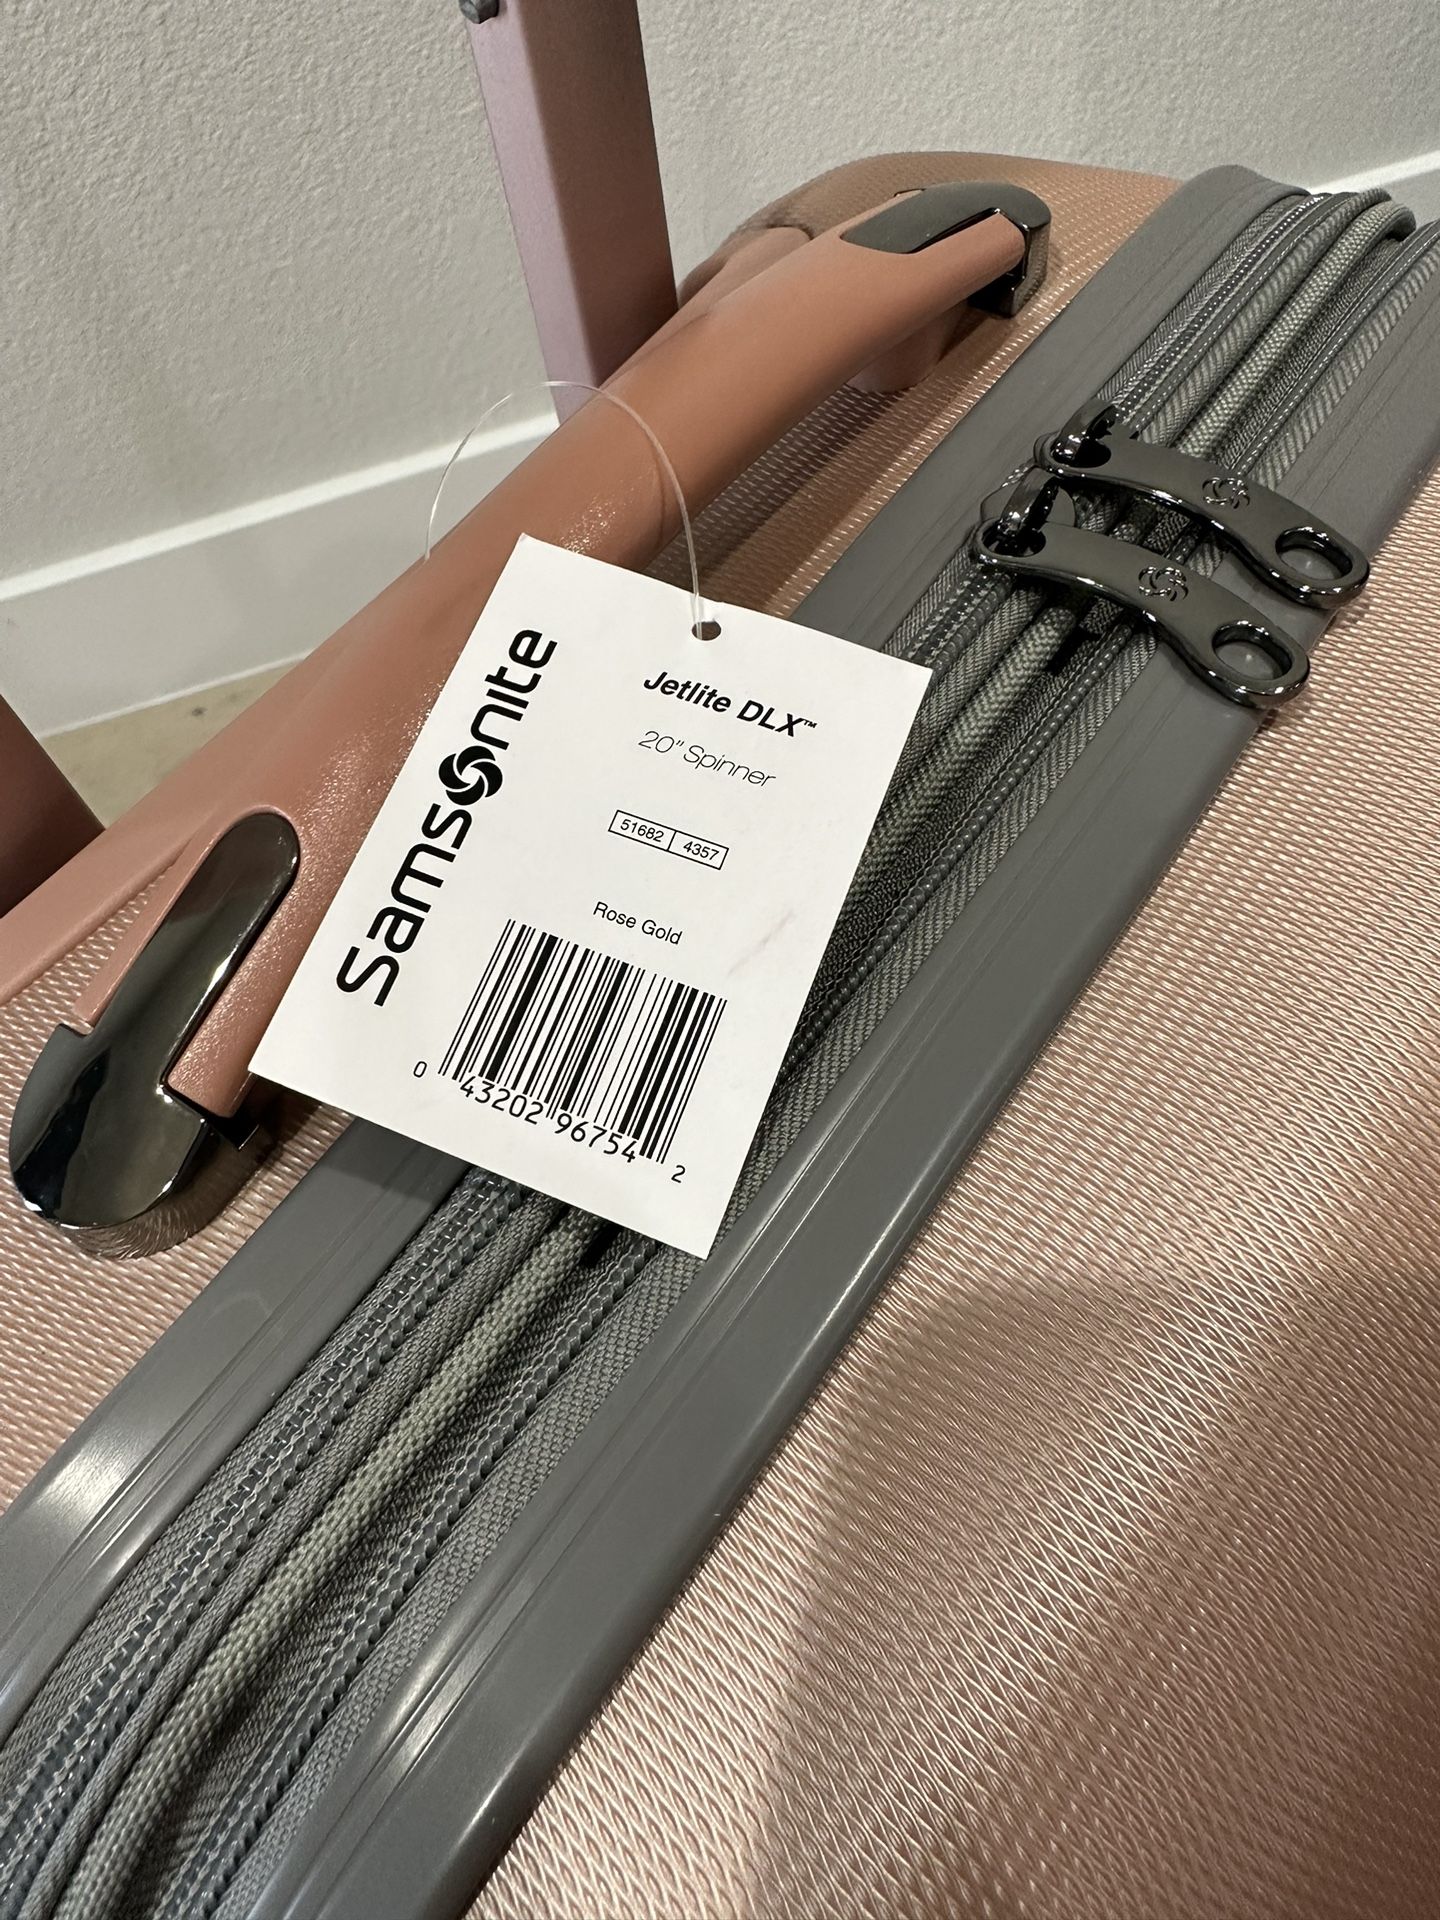 Samsonite
Jetlite DLX™
20" Spinner
51682 4357
Rose Gold
0 43202 96754 2